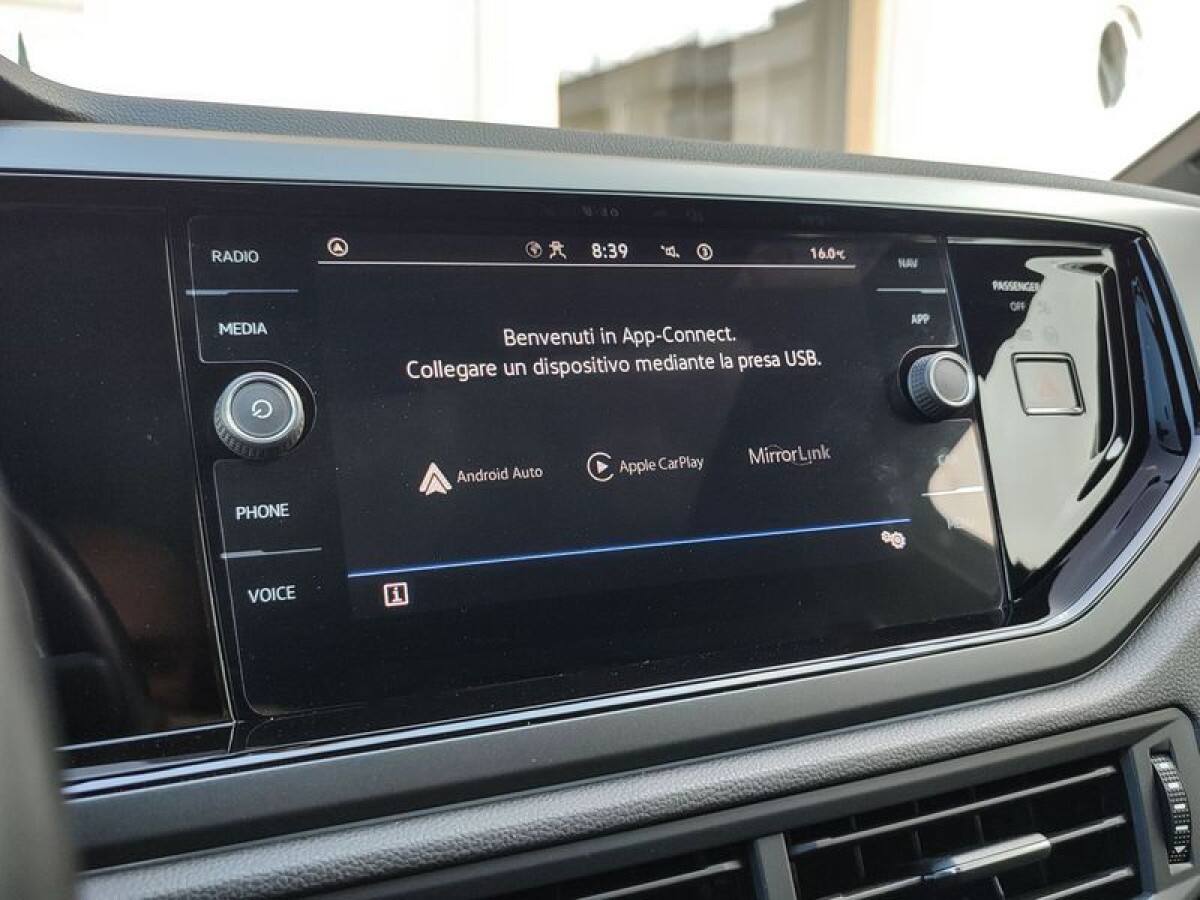 RADIO
8:39
3
16.0°C
NAV
MEDIA
APP
PASSENGER
OFF
Benvenuti in App-Connect.
Collegare un dispositivo mediante la presa USB.
Android Auto
Apple CarPlay
MirrorLink
PHONE
VOICE
i